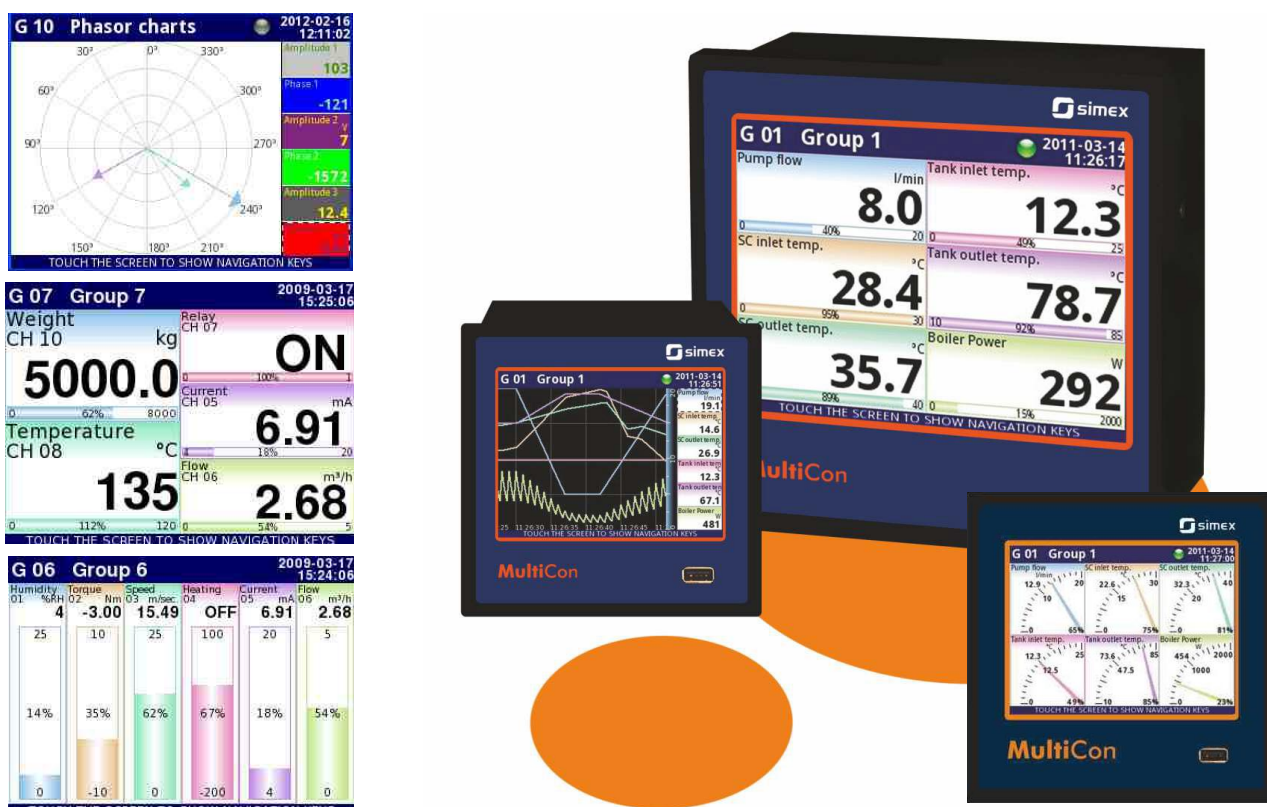 G 10 Phasor charts
2012-02-16
12:11:02
30° 0° 330°
60° 300°
90° 270°
120° 240°
150° 180° 210°
Amplitude 1
103
Phase 1
-121
Amplitude 2
V
7
Phase 2
-1572
Amplitude 3
12.4
TOUCH THE SCREEN TO SHOW NAVIGATION KEYS
G 07 Group 7
2009-03-17
15:25:06
Weight
CH 10 kg
5000.0
0 62% 8000
Relay
CH 07
ON
0 100% 1
Current
CH 05 mA
6.91
4 18% 20
Temperature
CH 08 °C
135
0 112% 120
Flow
CH 06 m³/h
2.68
0 54% 5
TOUCH THE SCREEN TO SHOW NAVIGATION KEYS
G 06 Group 6
2009-03-17
15:24:06
Humidity Torque Speed Heating Current Flow
01 %RH 02 Nm 03 m/sec. 04 05 mA 06 m³/h
4 -3.00 15.49 OFF 6.91 2.68
25 10 25 100 20 5
14% 35% 62% 67% 18% 54%
0 -10 0 -200 4 0
simex
G 01 Group 1
2011-03-14
11:26:17
Pump flow
l/min
8.0
0 40% 20
Tank inlet temp.
°C
12.3
0 49% 25
SC inlet temp.
°C
28.4
0 95% 30
Tank outlet temp.
°C
78.7
10 92% 85
SC outlet temp.
°C
35.7
89% 40
Boiler Power
W
292
0 15% 2000
TOUCH THE SCREEN TO SHOW NAVIGATION KEYS
MultiCon
simex
G 01 Group 1
2011-03-14
11:26:51
Pump flow
l/min
19.1
SC inlet temp.
14.6
SC outlet temp.
26.9
Tank inlet tem
12.3
Tank outlet ten
67.1
Boiler Power
W
481
25 11:26:30 11:26:35 11:26:40 11:26:45
TOUCH THE SCREEN TO SHOW NAVIGATION KEYS
MultiCon
simex
G 01 Group 1
2011-03-14
11:27:00
Pump flow
l/min
12.9 20
10
0 65%
SC inlet temp.
°C
22.6 30
15
0 75%
SC outlet temp.
°C
32.3 40
20
0 81%
Tank inlet temp.
°C
12.3 25
12.5
0 49%
Tank outlet temp.
°C
73.6 85
47.5
10 85%
Boiler Power
W
454 2000
1000
0 23%
TOUCH THE SCREEN TO SHOW NAVIGATION KEYS
MultiCon